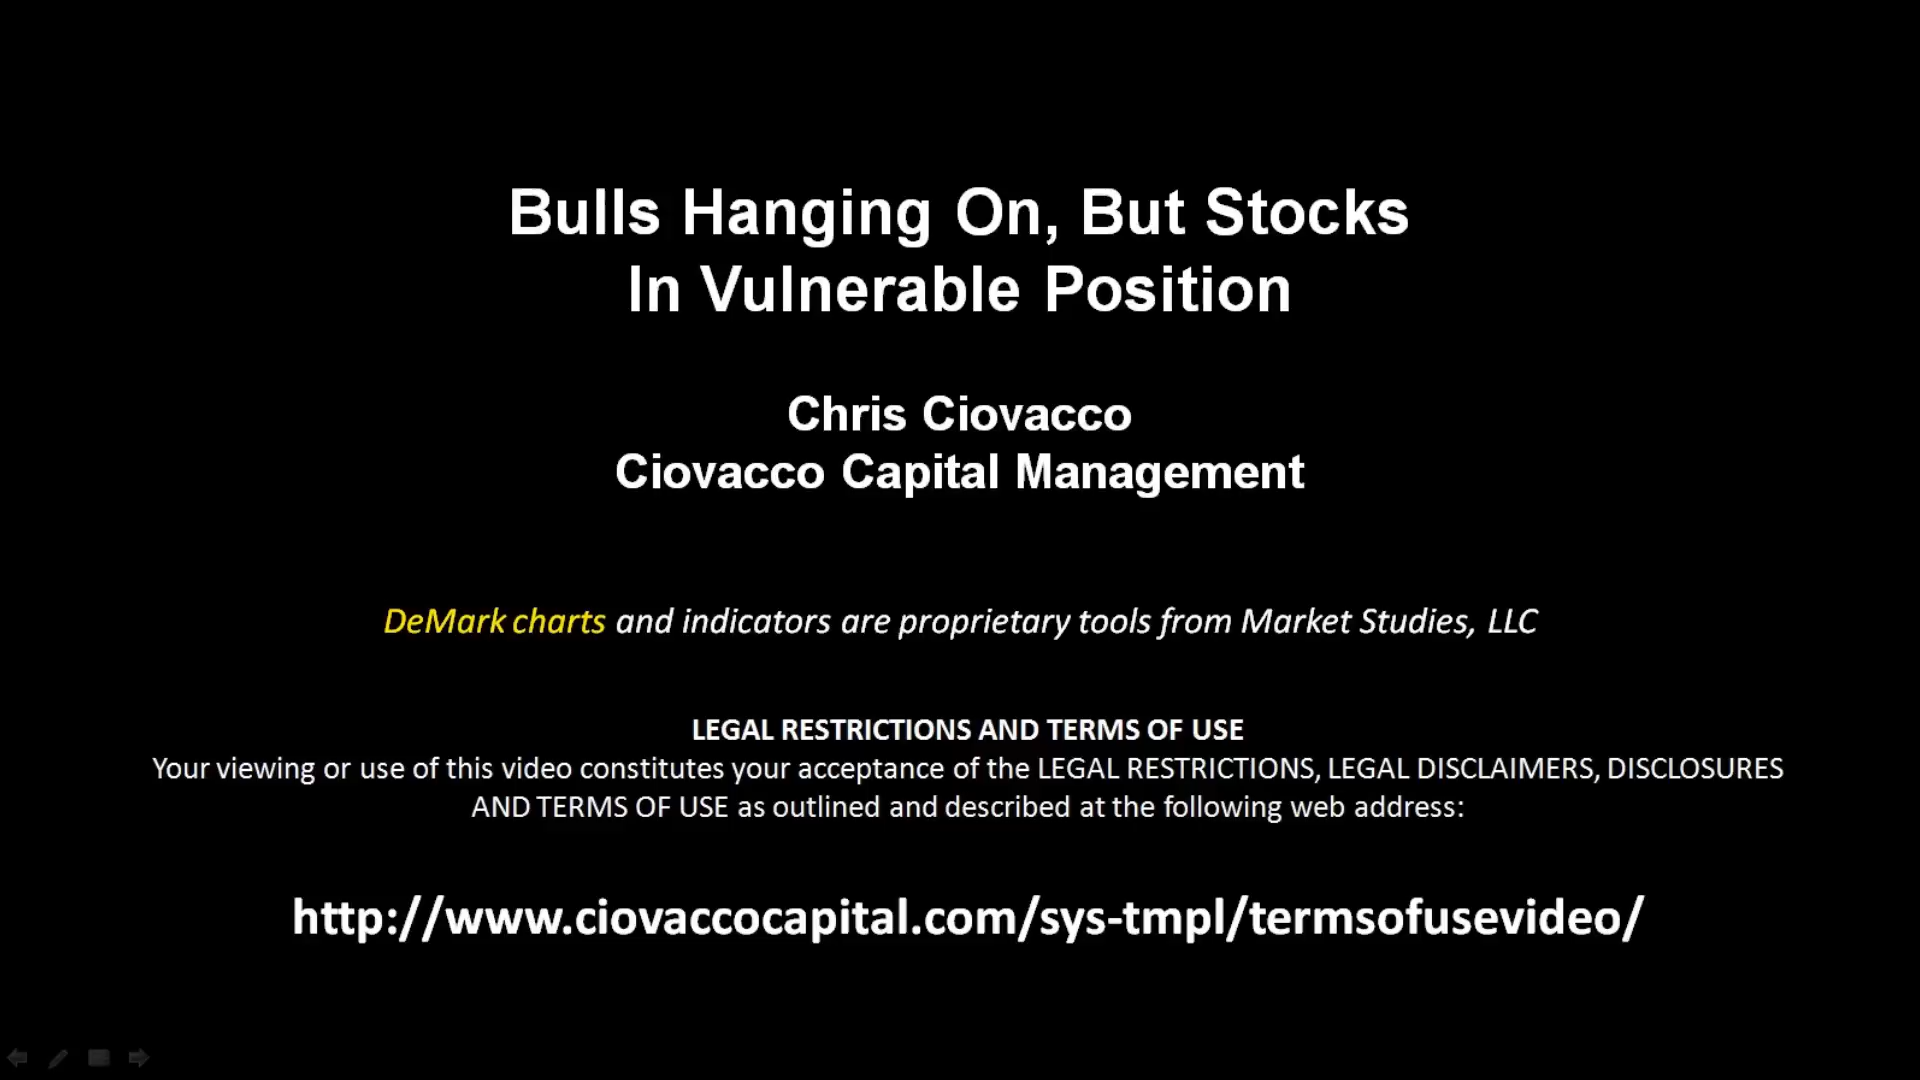 Bulls Hanging On, But Stocks
In Vulnerable Position
Chris Ciovacco
Ciovacco Capital Management
DeMark charts and indicators are proprietary tools from Market Studies, LLC
LEGAL RESTRICTIONS AND TERMS OF USE
Your viewing or use of this video constitutes your acceptance of the LEGAL RESTRICTIONS, LEGAL DISCLAIMERS, DISCLOSURES
AND TERMS OF USE as outlined and described at the following web address:
http://www.ciovaccocapital.com/sys-tmpl/termsofusevideo/